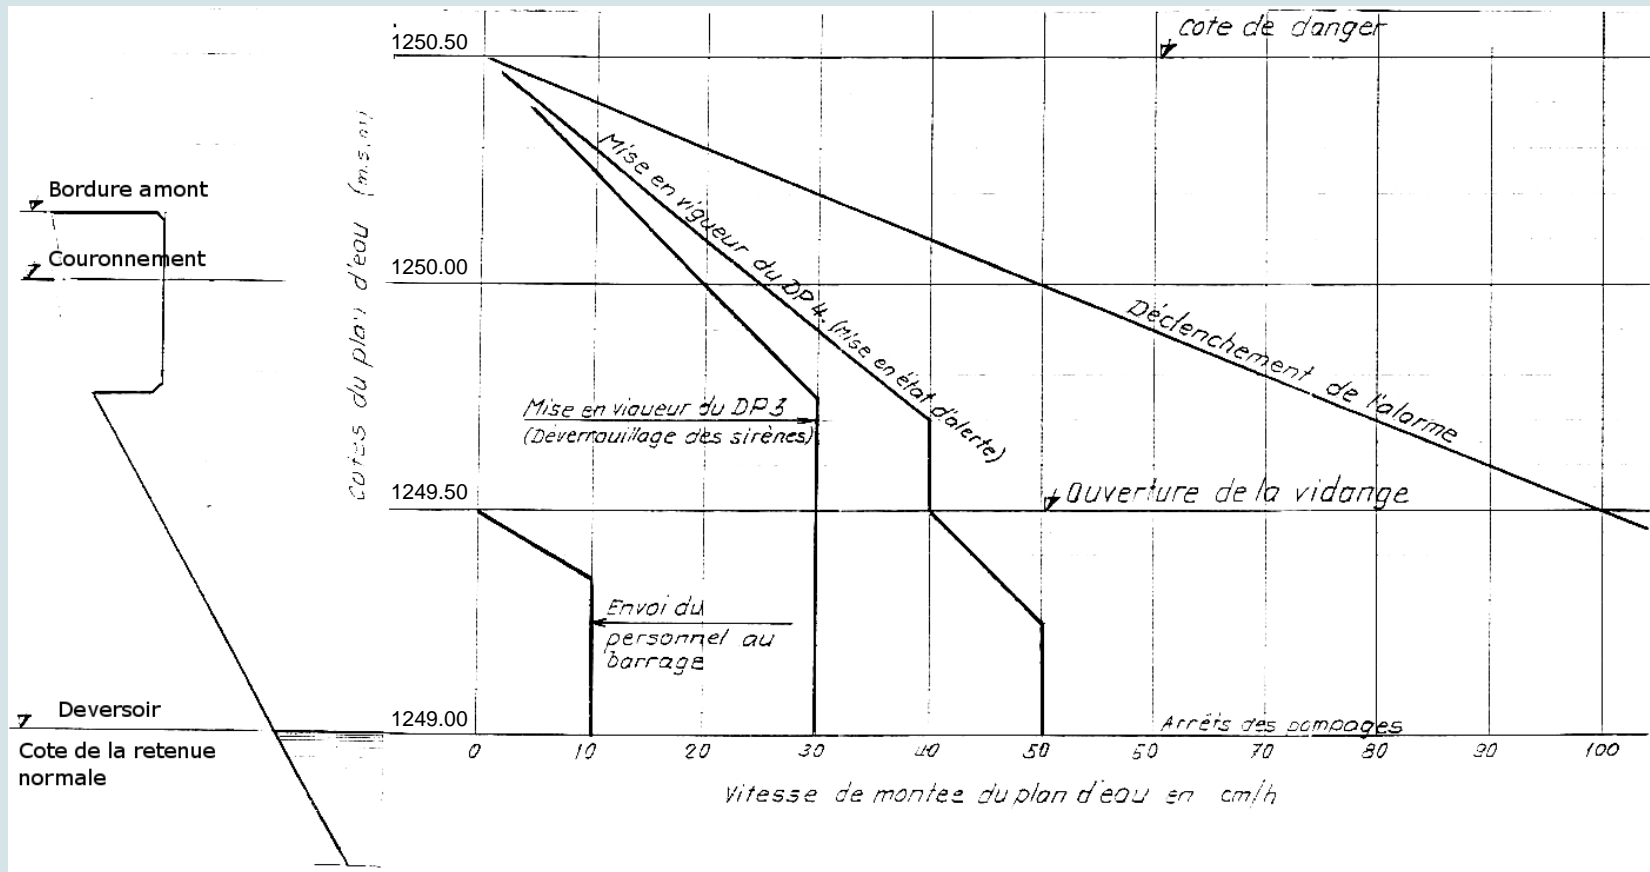 Cote de danger
1250.50
Bordure amont
Couronnement
Cotes du plan d'eau (m.s.m)
1250.00
Mise en vigueur du DP4. (Mise en état d'alerte)
Déclenchement de l'alarme
Mise en vigueur du DP3
(Déverrouillage des sirènes)
1249.50
Ouverture de la vidange
Envoi du
personnel au
barrage
Deversoir
1249.00
Arrêts des pompages
Cote de la retenue
normale
0 10 20 30 40 50 60 70 80 90 100
Vitesse de montée du plan d'eau en cm/h